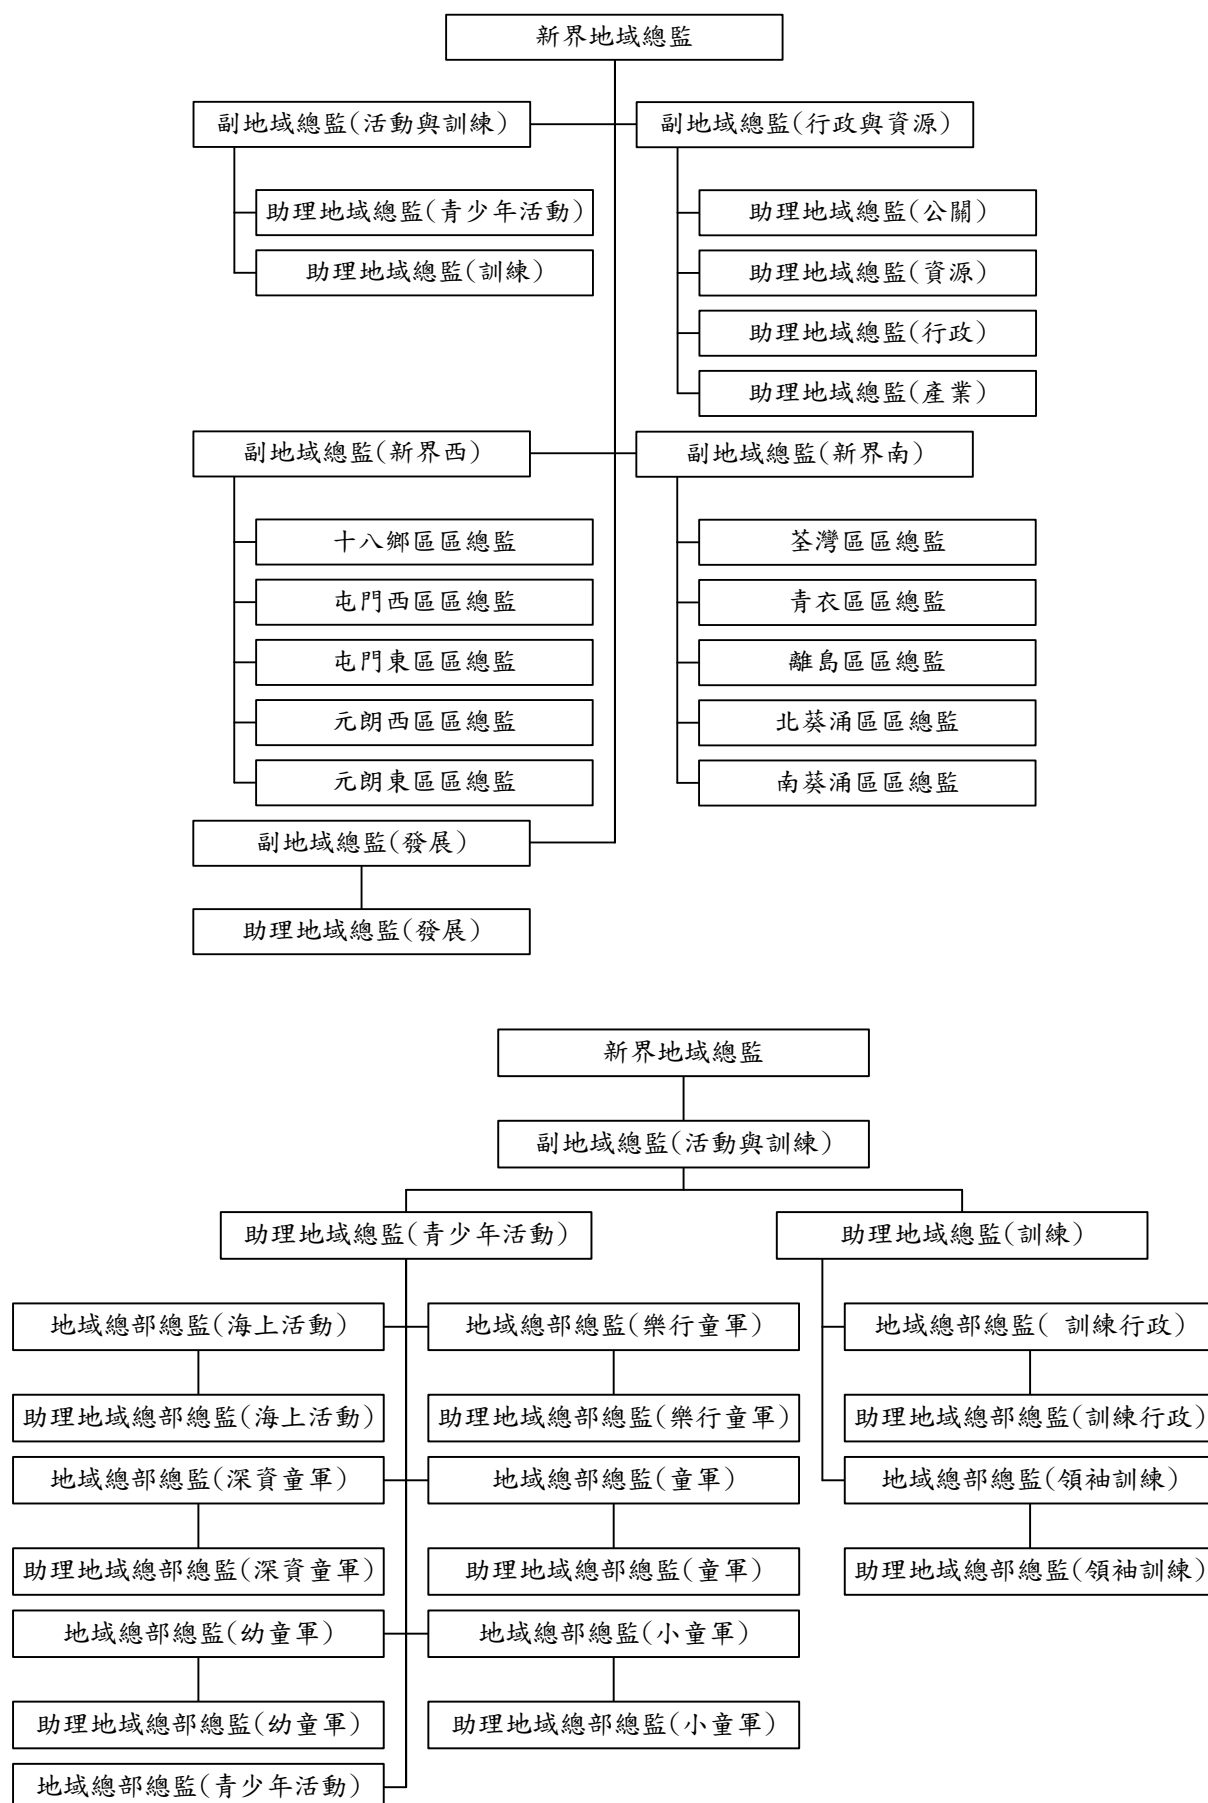 新界地域總監
副地域總監(活動與訓練)
副地域總監(行政與資源)
助理地域總監(青少年活動)
助理地域總監(公關)
助理地域總監(訓練)
助理地域總監(資源)
助理地域總監(行政)
助理地域總監(產業)
副地域總監(新界西)
副地域總監(新界南)
十八鄉區區總監
荃灣區區總監
屯門西區區總監
青衣區區總監
屯門東區區總監
離島區區總監
元朗西區區總監
北葵涌區區總監
元朗東區區總監
南葵涌區區總監
副地域總監(發展)
助理地域總監(發展)
新界地域總監
副地域總監(活動與訓練)
助理地域總監(青少年活動)
助理地域總監(訓練)
地域總部總監(海上活動)
地域總部總監(樂行童軍)
地域總部總監( 訓練行政)
助理地域總部總監(海上活動)
助理地域總部總監(樂行童軍)
助理地域總部總監(訓練行政)
地域總部總監(深資童軍)
地域總部總監(童軍)
地域總部總監(領袖訓練)
助理地域總部總監(深資童軍)
助理地域總部總監(童軍)
助理地域總部總監(領袖訓練)
地域總部總監(幼童軍)
地域總部總監(小童軍)
助理地域總部總監(幼童軍)
助理地域總部總監(小童軍)
地域總部總監(青少年活動)